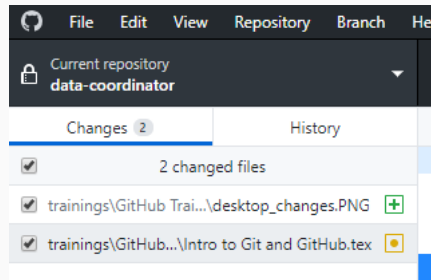 File Edit View Repository Branch He
Current repository
data-coordinator
Changes 2 History
2 changed files
trainings\GitHub Trai...\desktop_changes.PNG
trainings\GitHub...\Intro to Git and GitHub.tex